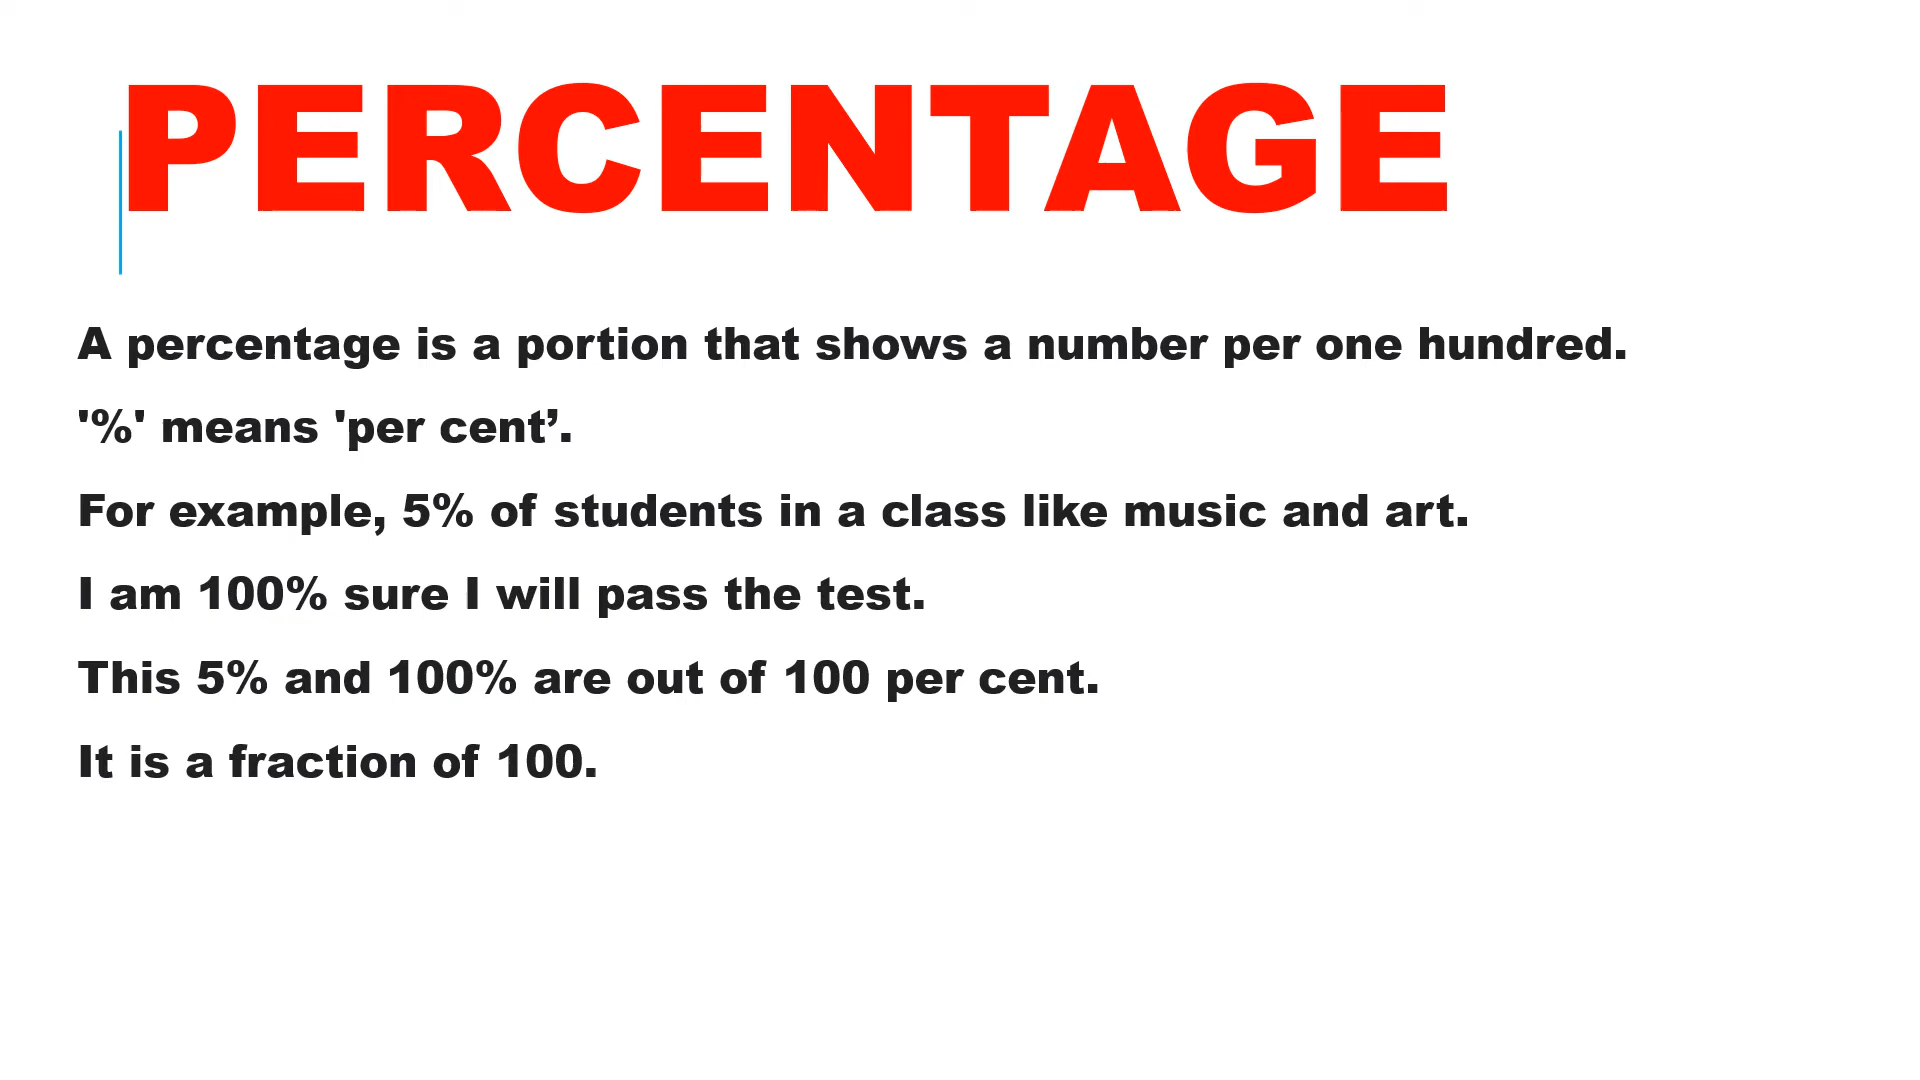 PERCENTAGE
A percentage is a portion that shows a number per one hundred.
'%' means 'per cent’.
For example, 5% of students in a class like music and art.
I am 100% sure I will pass the test.
This 5% and 100% are out of 100 per cent.
It is a fraction of 100.